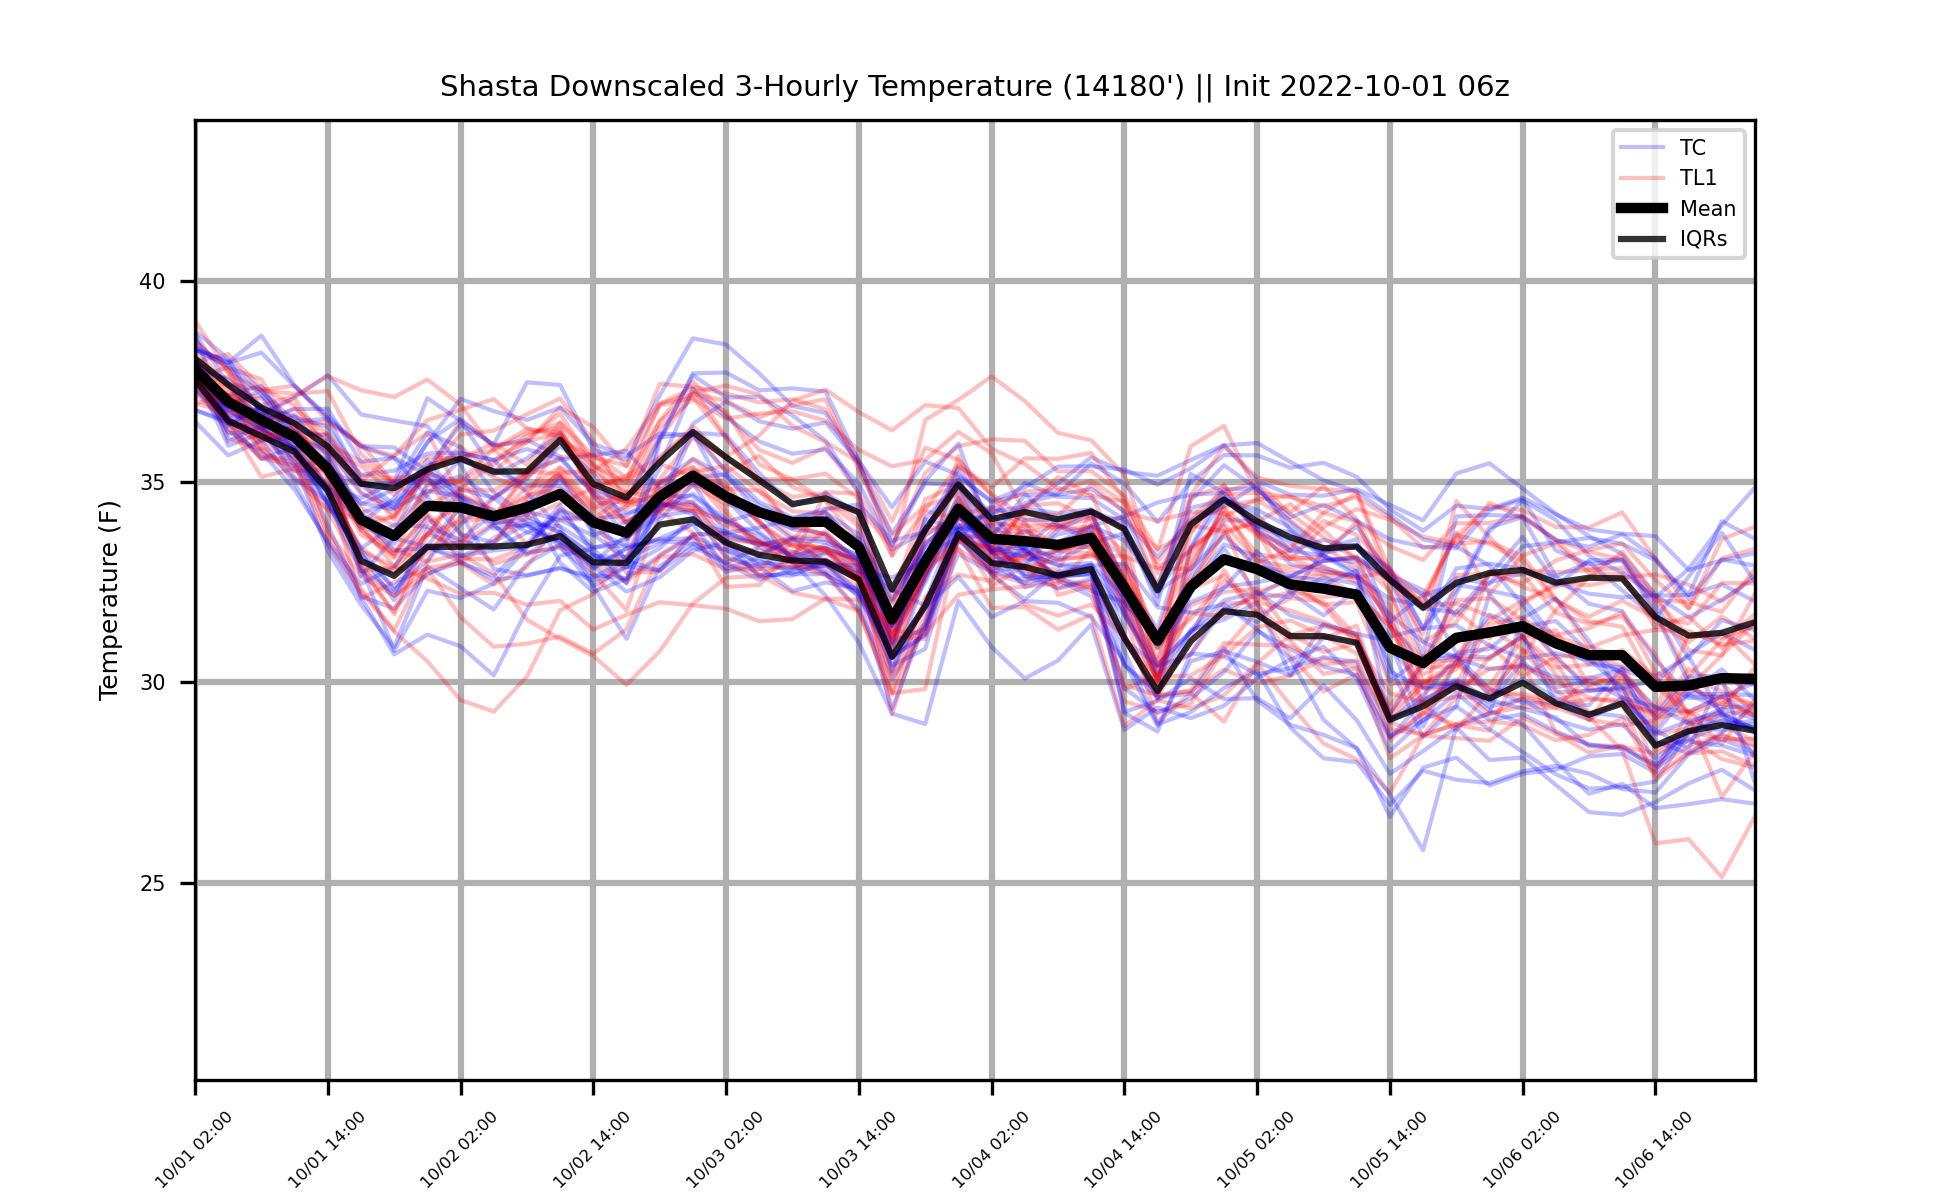 Shasta Downscaled 3-Hourly Temperature (14180') || Init 2022-10-01 06z
TC
TL1
Mean
IQRs
Temperature (F)
40
35
30
25
10/01 02:00
10/01 14:00
10/02 02:00
10/02 14:00
10/03 02:00
10/03 14:00
10/04 02:00
10/04 14:00
10/05 02:00
10/05 14:00
10/06 02:00
10/06 14:00